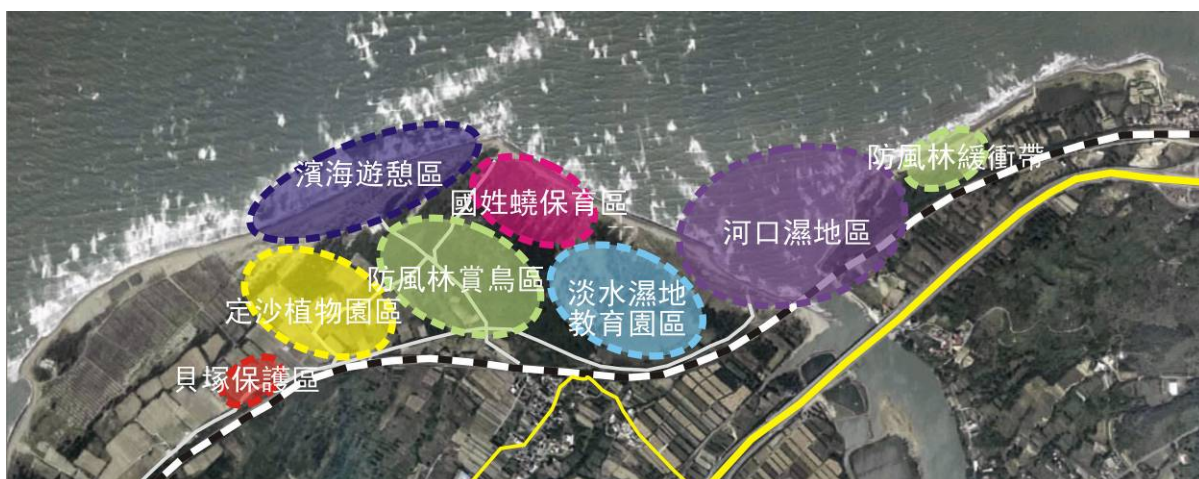 濱海遊憩區
國姓蟯保育區
防風林緩衝帶
河口濕地區
防風林賞鳥區
定沙植物園區
淡水濕地
教育園區
貝塚保護區